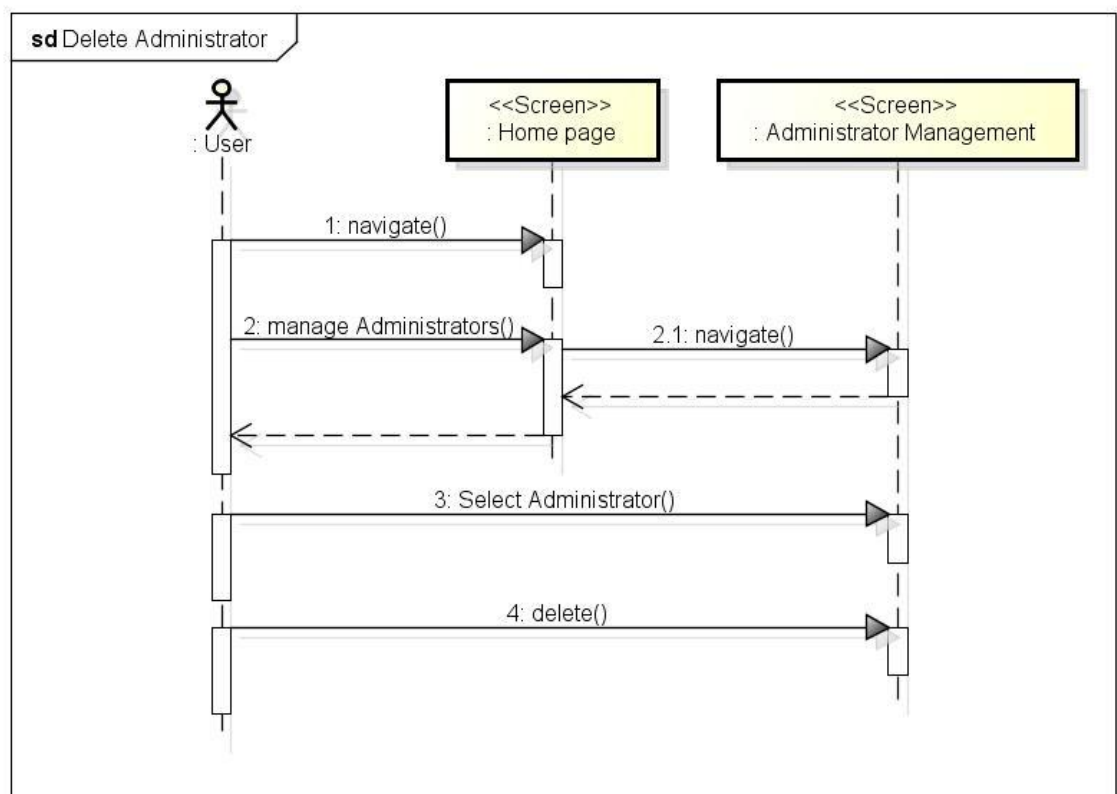 sd Delete Administrator
: User
<<Screen>>
: Home page
<<Screen>>
: Administrator Management
1: navigate()
2: manage Administrators()
2.1: navigate()
3: Select Administrator()
4: delete()